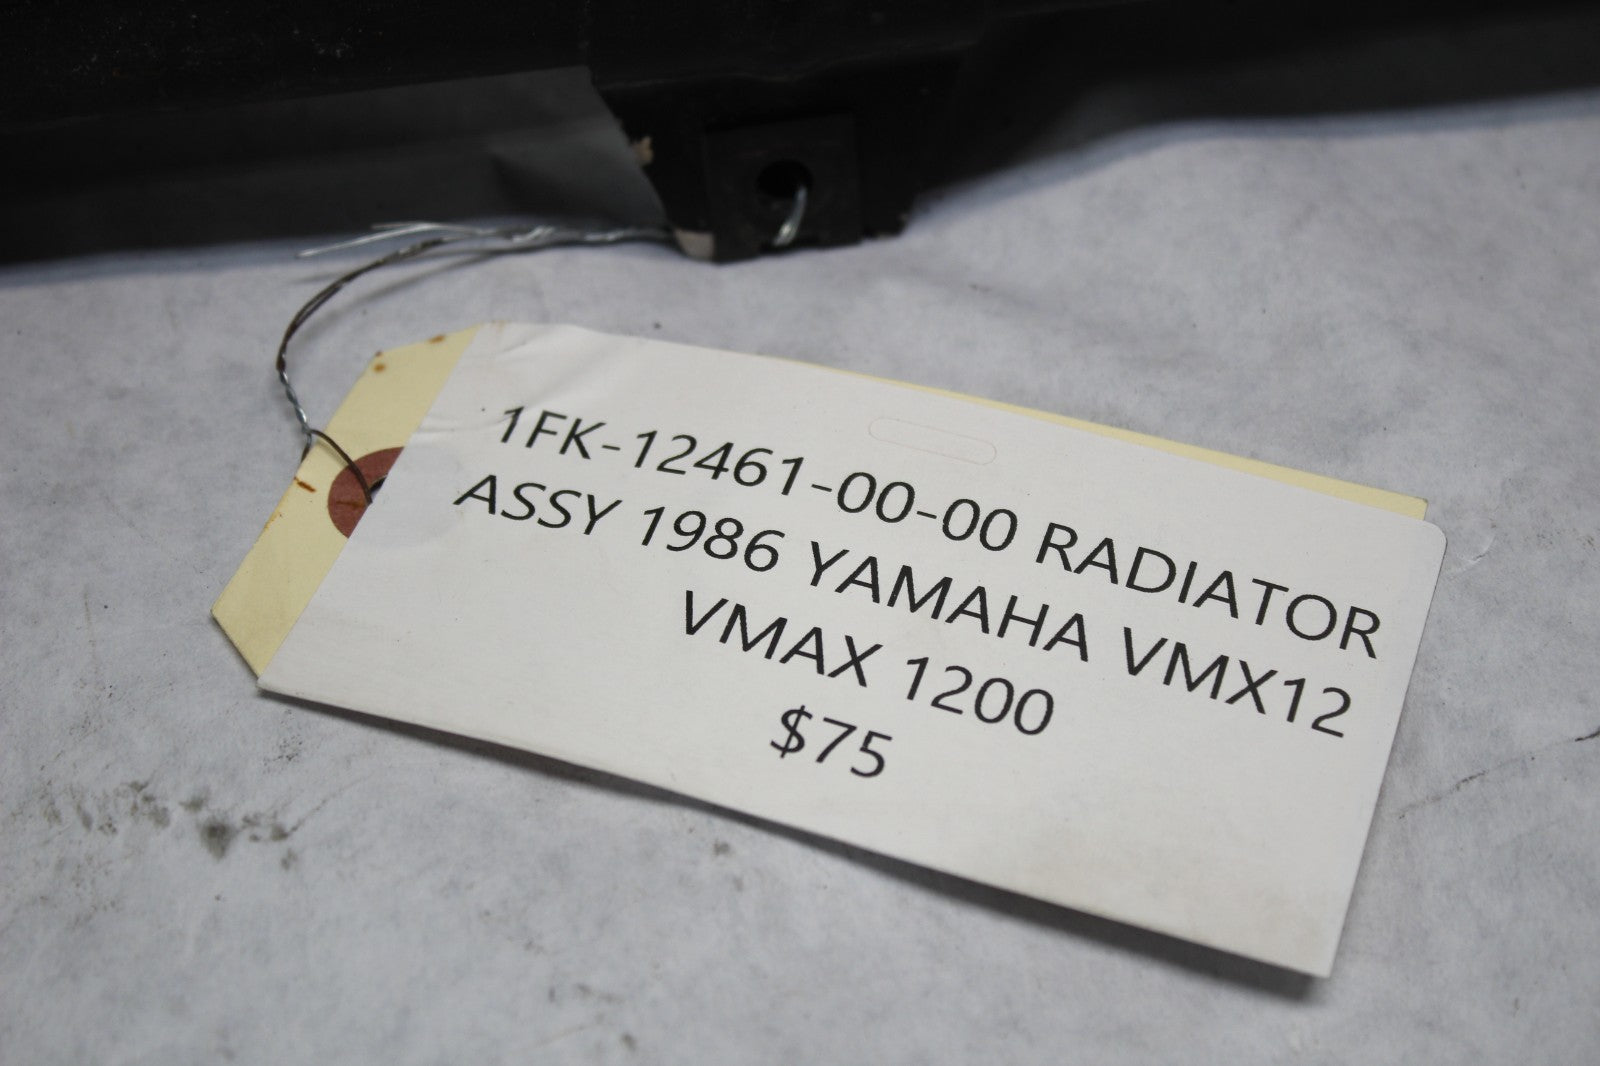 1FK-12461-00-00 RADIATOR
ASSY 1986 YAMAHA VMX12
VMAX 1200
$75